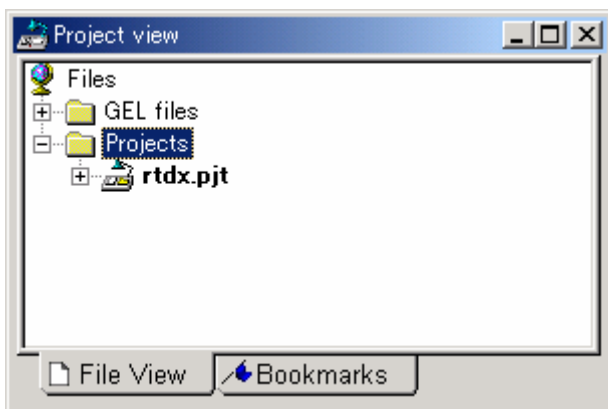 Project view
Files
GEL files
Projects
rtdx.pjt
File View
Bookmarks